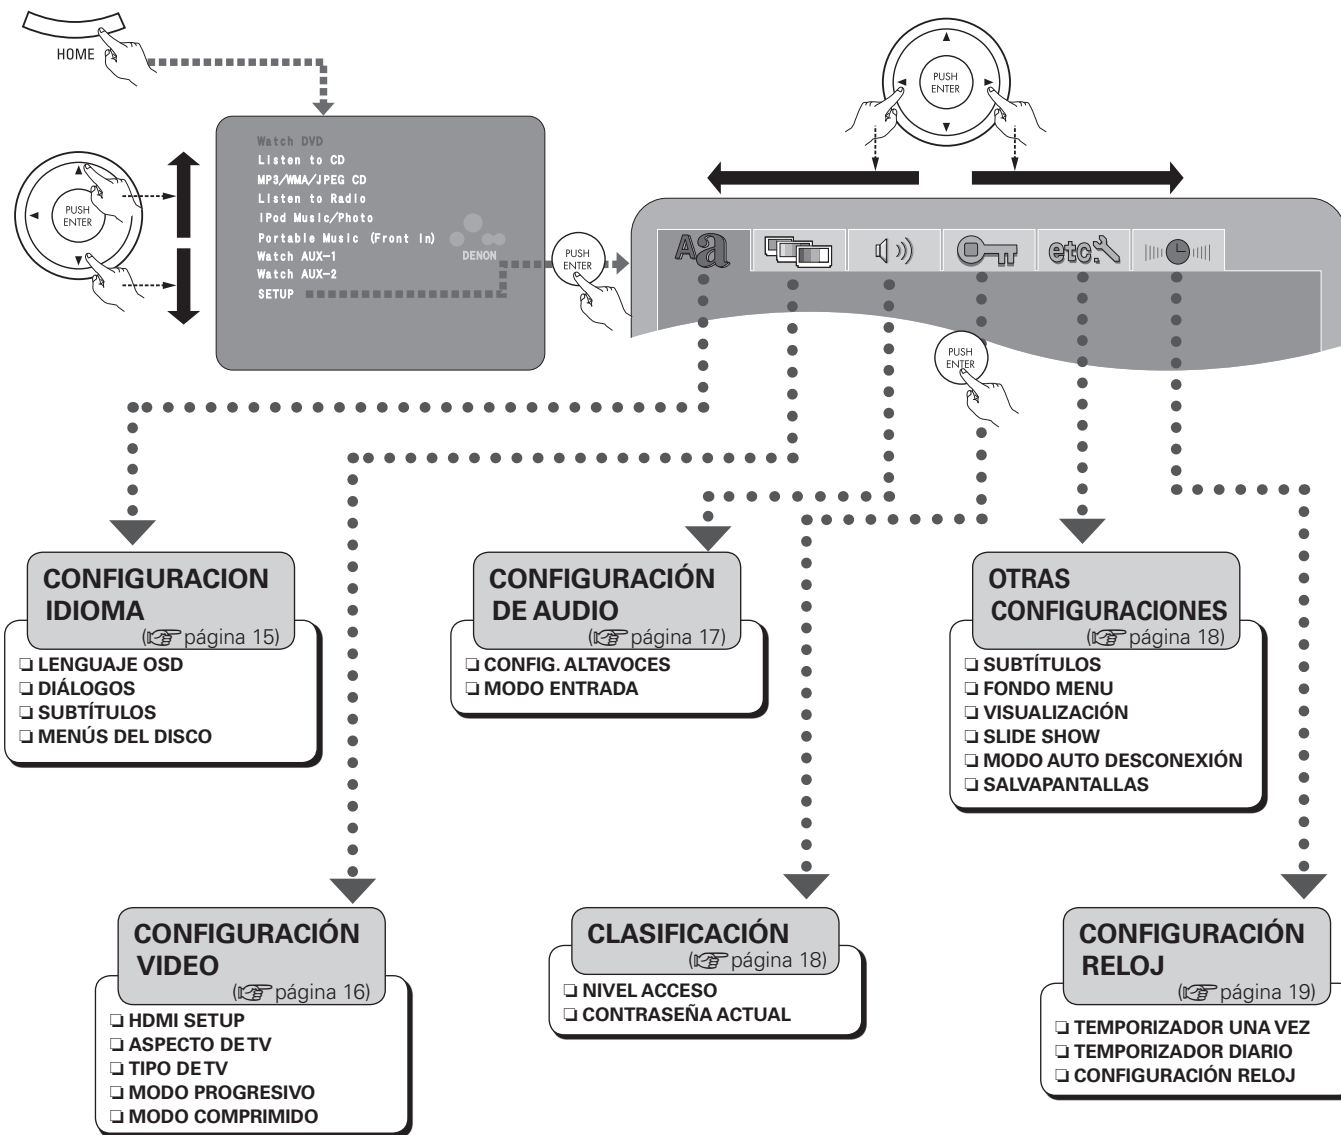 HOME
Watch DVD
Listen to CD
MP3/WMA/JPEG CD
Listen to Radio
iPod Music/Photo
Portable Music (Front In)
Watch AUX-1
Watch AUX-2
SETUP
DENON
PUSH
ENTER
PUSH
ENTER
PUSH
ENTER
Aa
etc.
PUSH
ENTER
CONFIGURACION
IDIOMA
(☞ página 15)
❏ LENGUAJE OSD
❏ DIÁLOGOS
❏ SUBTÍTULOS
❏ MENÚS DEL DISCO
CONFIGURACIÓN
DE AUDIO
(☞ página 17)
❏ CONFIG. ALTAVOCES
❏ MODO ENTRADA
OTRAS
CONFIGURACIONES
(☞ página 18)
❏ SUBTÍTULOS
❏ FONDO MENU
❏ VISUALIZACIÓN
❏ SLIDE SHOW
❏ MODO AUTO DESCONEXIÓN
❏ SALVAPANTALLAS
CONFIGURACIÓN
VIDEO
(☞ página 16)
❏ HDMI SETUP
❏ ASPECTO DE TV
❏ TIPO DE TV
❏ MODO PROGRESIVO
❏ MODO COMPRIMIDO
CLASIFICACIÓN
(☞ página 18)
❏ NIVEL ACCESO
❏ CONTRASEÑA ACTUAL
CONFIGURACIÓN
RELOJ
(☞ página 19)
❏ TEMPORIZADOR UNA VEZ
❏ TEMPORIZADOR DIARIO
❏ CONFIGURACIÓN RELOJ